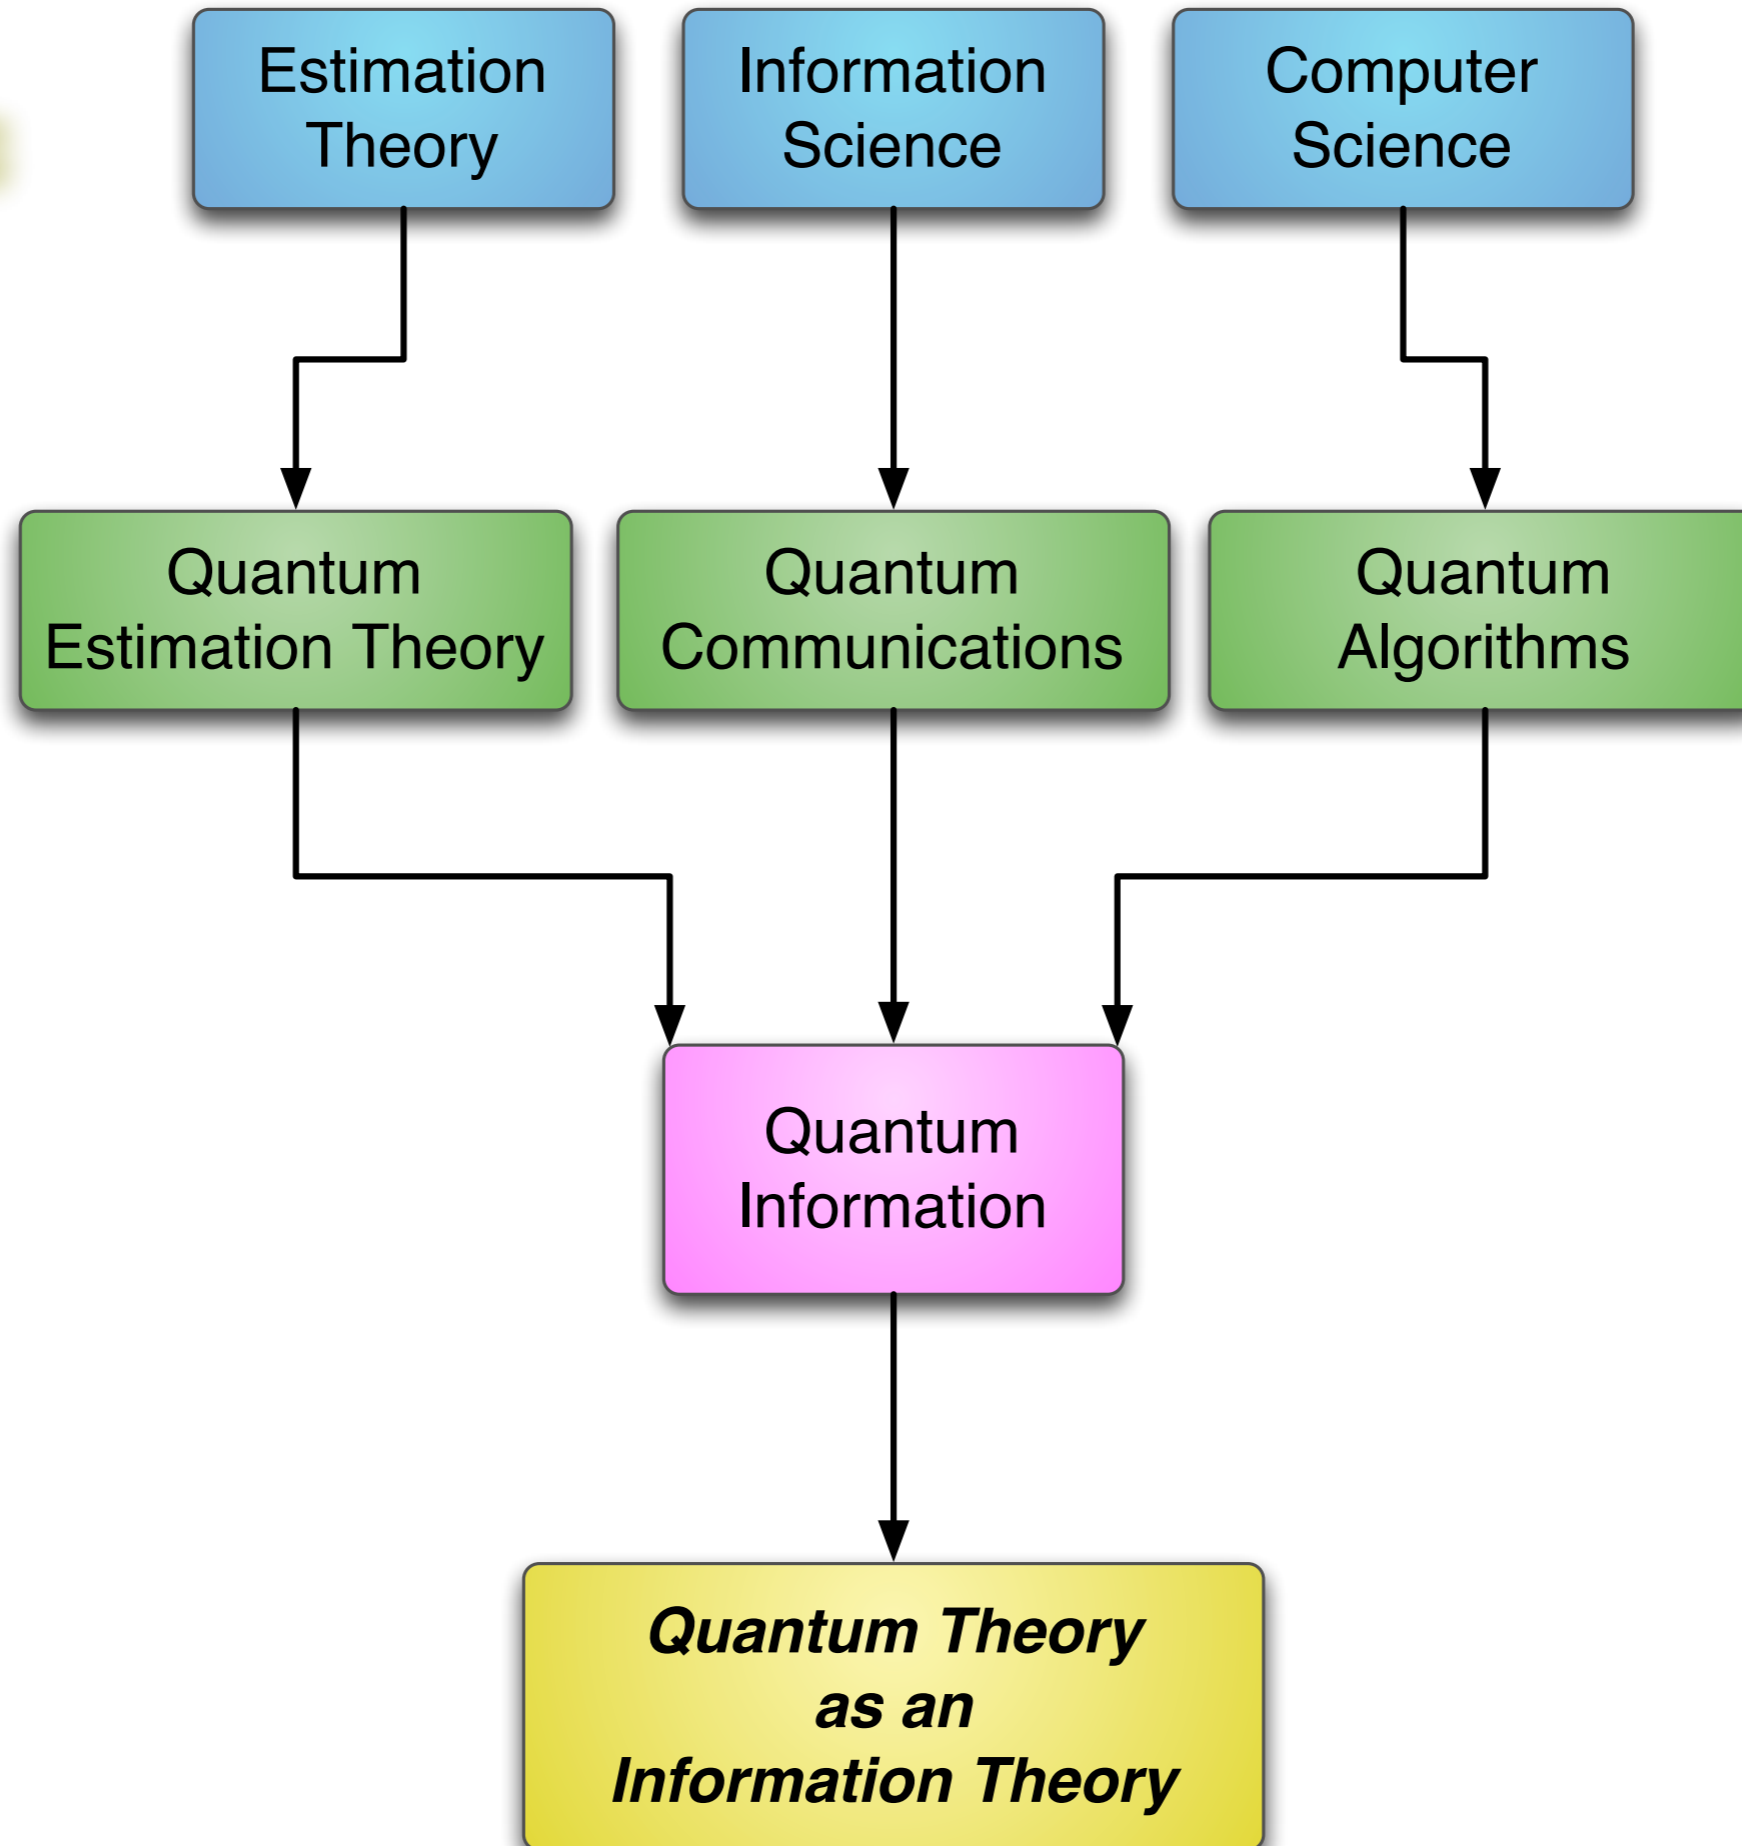 Estimation
Theory
Information
Science
Computer
Science
Quantum
Estimation Theory
Quantum
Communications
Quantum
Algorithms
Quantum
Information
Quantum Theory
as an
Information Theory